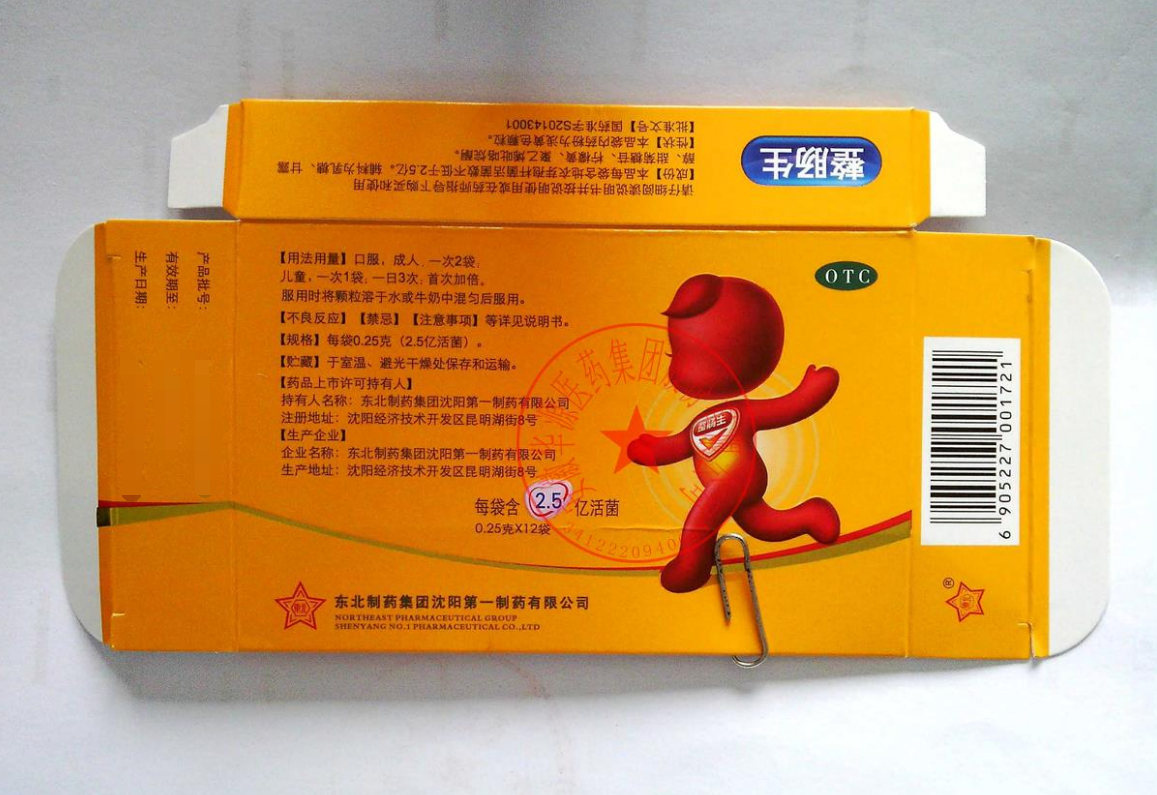 整肠生
请仔细阅读说明书并按说明使用或在药师指导下购买和使用
【成份】本品每袋含地衣芽孢杆菌活菌数不低于2.5亿。辅料为乳糖、甘露
醇、甜菊糖苷、柠檬黄、聚乙烯吡咯烷酮。
【性状】本品袋内药粉为浅黄色颗粒。
【批准文号】国药准字S20143001
产品批号：
有效期至：
生产日期：
【用法用量】口服，成人，一次2袋；
儿童，一次1袋；一日3次；首次加倍。
服用时将颗粒溶于水或牛奶中混匀后服用。
【不良反应】【禁忌】【注意事项】等详见说明书。
【规格】每袋0.25克（2.5亿活菌）。
【贮藏】于室温、避光干燥处保存和运输。
【药品上市许可持有人】
持有人名称：东北制药集团沈阳第一制药有限公司
注册地址：沈阳经济技术开发区昆明湖街8号
【生产企业】
企业名称：东北制药集团沈阳第一制药有限公司
生产地址：沈阳经济技术开发区昆明湖街8号
每袋含 2.5 亿活菌
0.25克X12袋
OTC
整肠生
东北制药集团沈阳第一制药有限公司
NORTHEAST PHARMACEUTICAL GROUP
SHENYANG NO.1 PHARMACEUTICAL CO.,LTD
东北
6 905227 001721
®
东北
华源医药集团